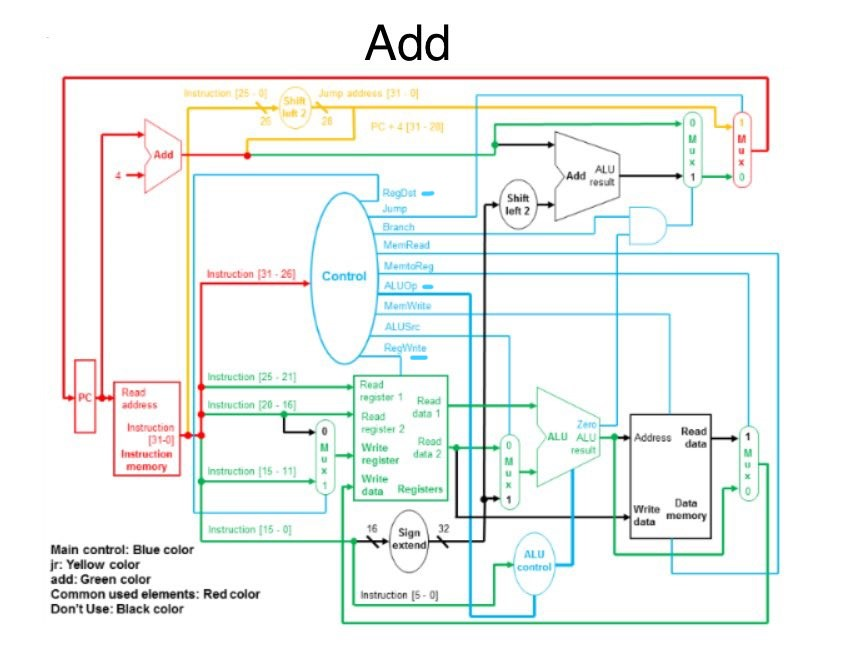 Add
Instruction [25 - 0]
Shift
left 2
Jump address [31 - 0]
26
28
PC + 4 [31 - 28]
Add
4
0
M
u
x
1
1
M
u
x
0
Add
ALU
result
Shift
left 2
RegDst
Jump
Branch
MemRead
MemtoReg
ALUOp
MemWrite
ALUSrc
RegWrite
Control
Instruction [31 - 26]
PC
Read
address
Instruction
[31-0]
Instruction
memory
Instruction [25 - 21]
Instruction [20 - 16]
Instruction [15 - 11]
Instruction [15 - 0]
0
M
u
x
1
Read
register 1
Read
register 2
Write
register
Write
data
Read
data 1
Read
data 2
Registers
0
M
u
x
1
Zero
ALU
ALU
result
Address
Read
data
Write
data
Data
memory
1
M
u
x
0
16
Sign
extend
32
ALU
control
Instruction [5 - 0]
Main control: Blue color
jr: Yellow color
add: Green color
Common used elements: Red color
Don't Use: Black color